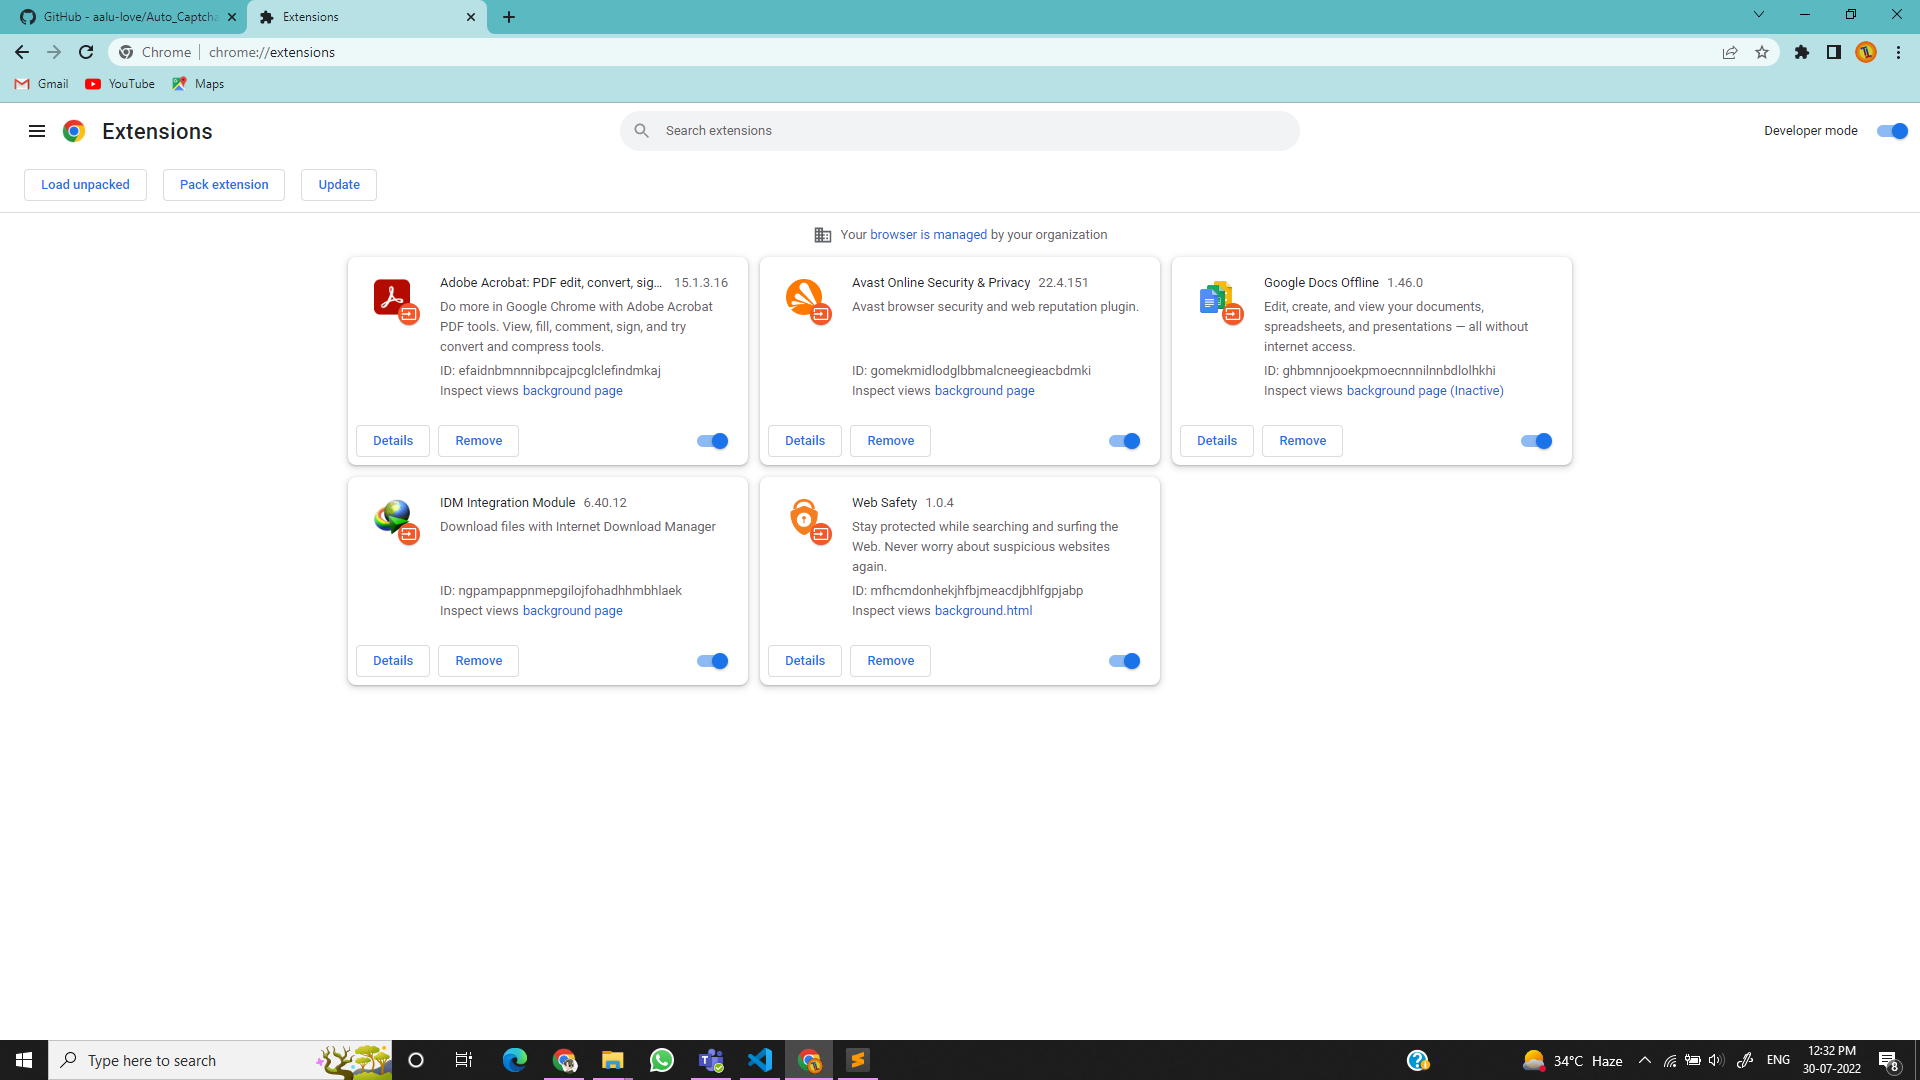 GitHub - aalu-love/Auto_Captcha
Extensions
Chrome
chrome://extensions
Gmail
YouTube
Maps
Extensions
Search extensions
Developer mode
Load unpacked
Pack extension
Update
Your browser is managed by your organization
Adobe Acrobat: PDF edit, convert, sig... 15.1.3.16
Do more in Google Chrome with Adobe Acrobat
PDF tools. View, fill, comment, sign, and try
convert and compress tools.
ID: efaidnbmnnnibpcajpcglclefindmkaj
Inspect views background page
Details
Remove
Avast Online Security & Privacy 22.4.151
Avast browser security and web reputation plugin.
ID: gomekmidlodglbbmalcneegieacbdmki
Inspect views background page
Details
Remove
Google Docs Offline 1.46.0
Edit, create, and view your documents,
spreadsheets, and presentations — all without
internet access.
ID: ghbmnnjooekpmoecnnnilnnbdlolhkhi
Inspect views background page (Inactive)
Details
Remove
IDM Integration Module 6.40.12
Download files with Internet Download Manager
ID: ngpampappnmepgilojfohadhhmbhlaek
Inspect views background page
Details
Remove
Web Safety 1.0.4
Stay protected while searching and surfing the
Web. Never worry about suspicious websites
again.
ID: mfhcmdonhekjhfbjmeacdjbhlfgpjabp
Inspect views background.html
Details
Remove
Type here to search
34°C Haze
ENG
12:32 PM
30-07-2022
8